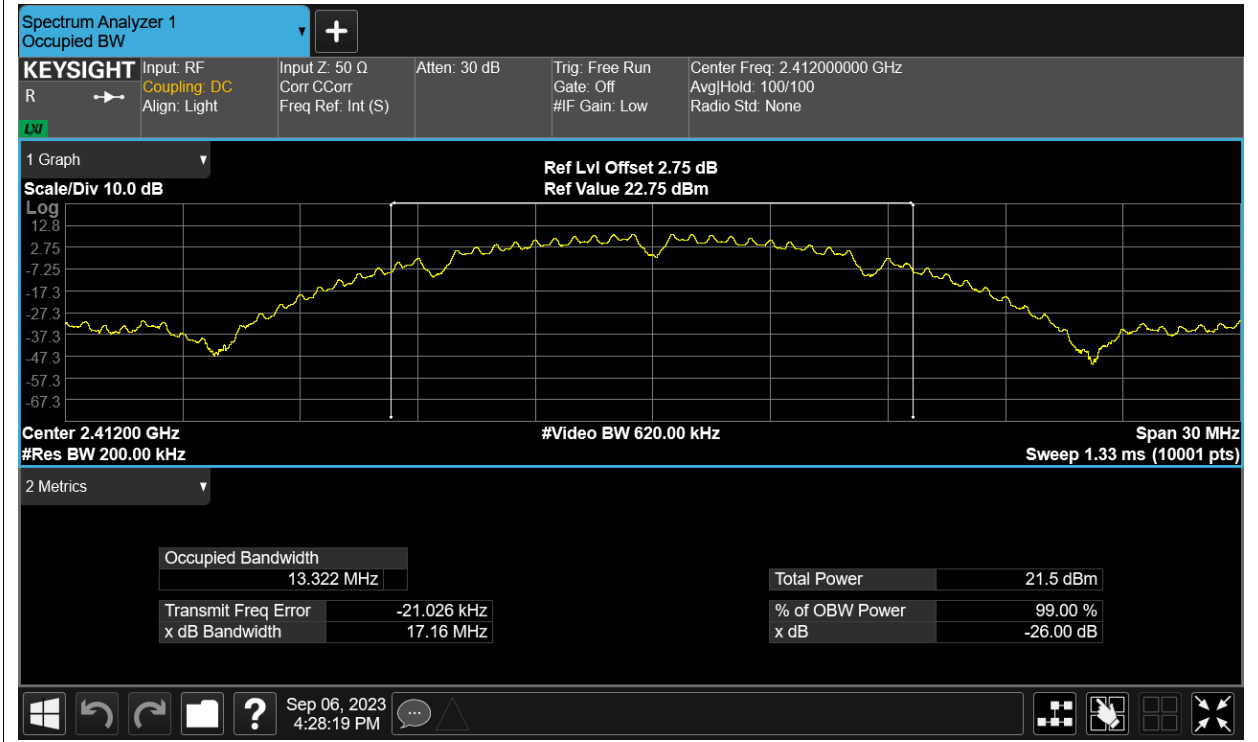 Spectrum Analyzer 1
Occupied BW
KEYSIGHT
R
LXI
Input: RF
Coupling: DC
Align: Light
Input Z: 50 Ω
Corr CCorr
Freq Ref: Int (S)
Atten: 30 dB
Trig: Free Run
Gate: Off
#IF Gain: Low
Center Freq: 2.412000000 GHz
Avg|Hold: 100/100
Radio Std: None
1 Graph
Scale/Div 10.0 dB
Ref Lvl Offset 2.75 dB
Ref Value 22.75 dBm
Log
12.8
2.75
-7.25
-17.3
-27.3
-37.3
-47.3
-57.3
-67.3
Center 2.41200 GHz
#Video BW 620.00 kHz
Span 30 MHz
#Res BW 200.00 kHz
Sweep 1.33 ms (10001 pts)
2 Metrics
Occupied Bandwidth
13.322 MHz
Transmit Freq Error -21.026 kHz
x dB Bandwidth 17.16 MHz
Total Power 21.5 dBm
% of OBW Power 99.00 %
x dB -26.00 dB
?
Sep 06, 2023
4:28:19 PM